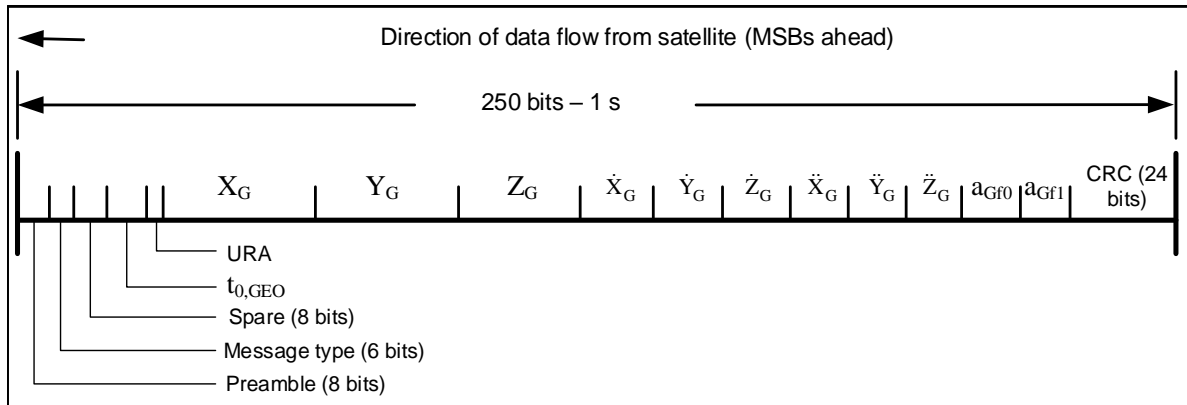 Direction of data flow from satellite (MSBs ahead)
250 bits – 1 s
X_G Y_G Z_G Ẋ_G Ẏ_G Ż_G Ẍ_G Ÿ_G Z̈_G a_Gf0 a_Gf1 CRC (24
bits)
URA
t_0,GEO
Spare (8 bits)
Message type (6 bits)
Preamble (8 bits)